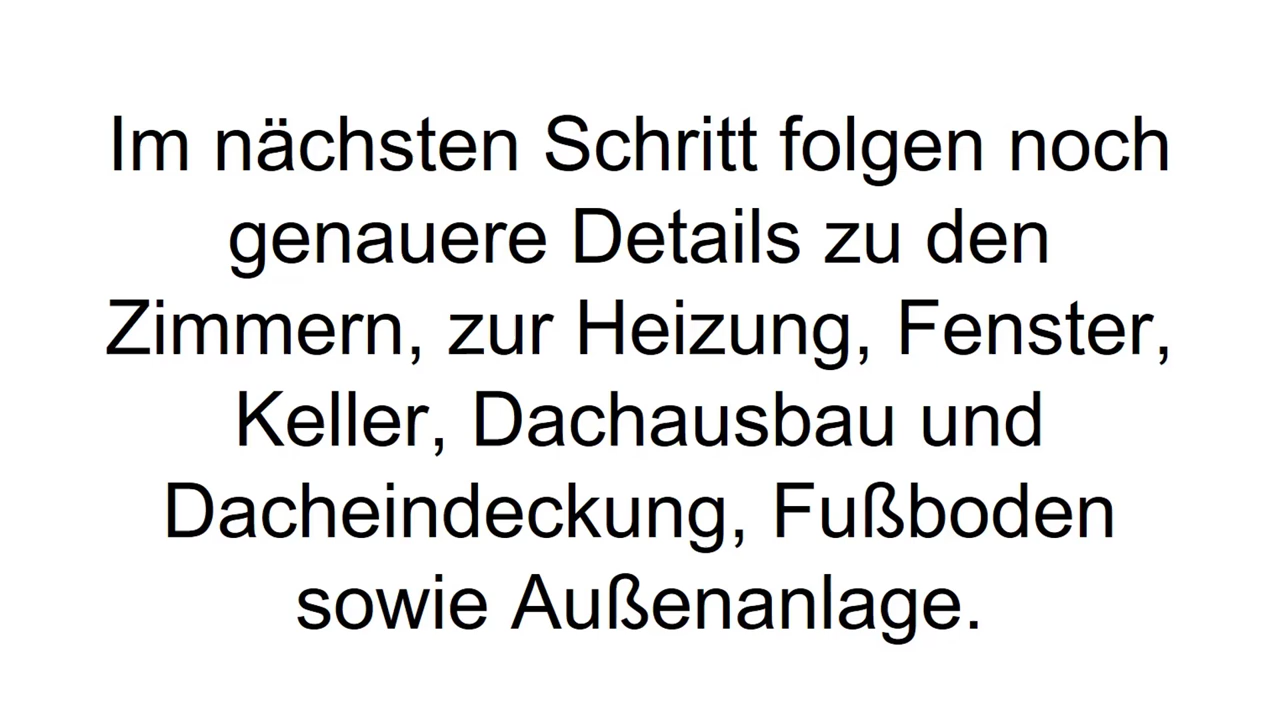 Im nächsten Schritt folgen noch
genauere Details zu den
Zimmern, zur Heizung, Fenster,
Keller, Dachausbau und
Dacheindeckung, Fußboden
sowie Außenanlage.